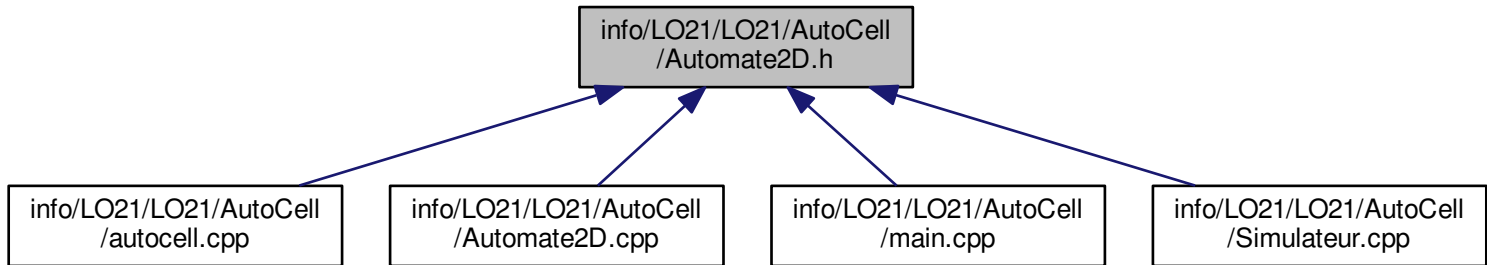 info/LO21/LO21/AutoCell
/Automate2D.h
info/LO21/LO21/AutoCell
/autocell.cpp
info/LO21/LO21/AutoCell
/Automate2D.cpp
info/LO21/LO21/AutoCell
/main.cpp
info/LO21/LO21/AutoCell
/Simulateur.cpp